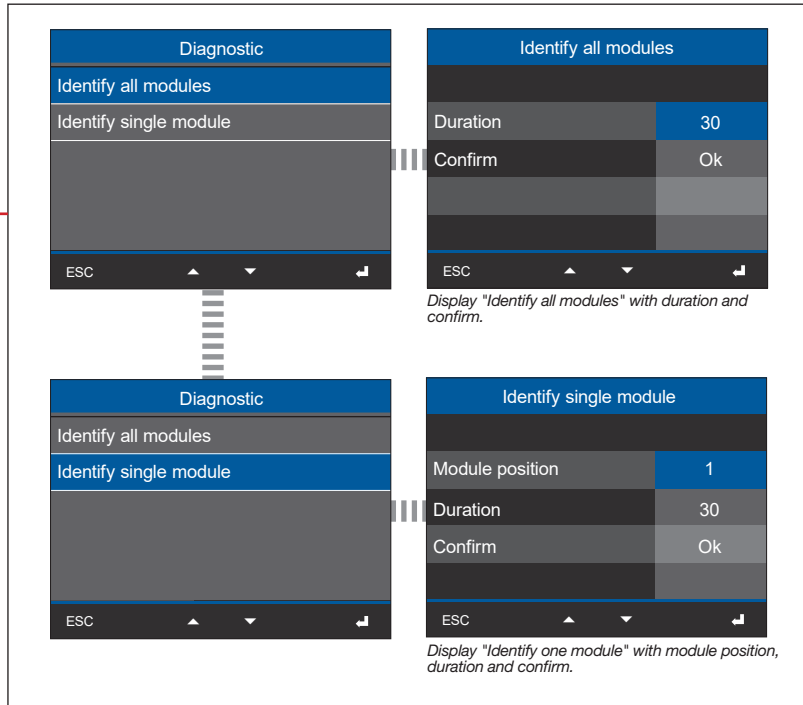 Diagnostic
Identify all modules
Identify single module
ESC
Identify all modules
Duration 30
Confirm Ok
ESC
Display "Identify all modules" with duration and
confirm.
Diagnostic
Identify all modules
Identify single module
ESC
Identify single module
Module position 1
Duration 30
Confirm Ok
ESC
Display "Identify one module" with module position,
duration and confirm.